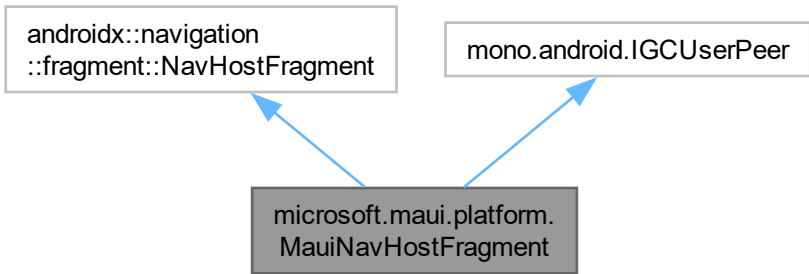 androidx::navigation
::fragment::NavHostFragment
mono.android.IGCUserPeer
microsoft.maui.platform.
MauiNavHostFragment